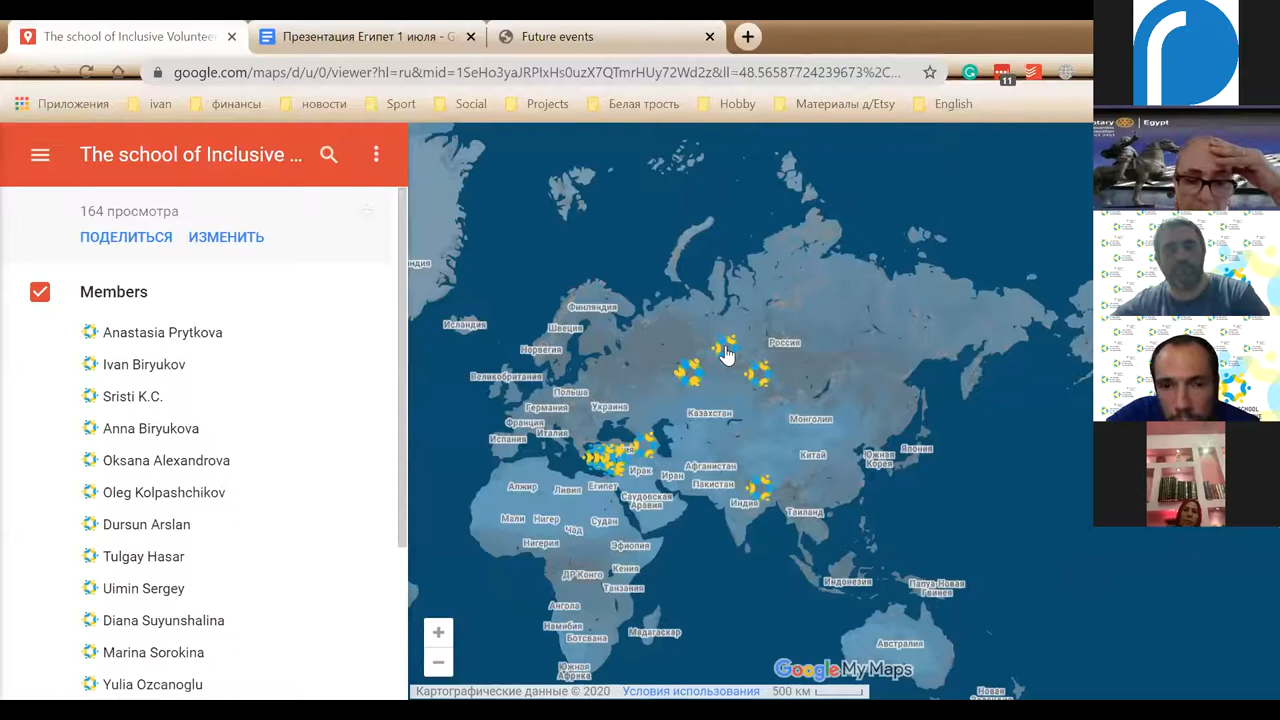 The school of Inclusive Voluntee
Презентация Египет 1 июля - G
Future events
google.com/maps/d/u/0/viewer?hl=ru&mid=1SeHo3yaJRPIxHs0uzX7QTmrHUy72Wd2z&ll=48.56587724239673%2C...
11
Приложения
ivan
финансы
новости
Sport
Social
Projects
Белая трость
Hobby
Материалы д/Etsy
English
The school of Inclusive ...
164 просмотра
ПОДЕЛИТЬСЯ ИЗМЕНИТЬ
Members
Anastasia Prytkova
Ivan Biryukov
Sristi K.C.
Anna Biryukova
Oksana Alexandrova
Oleg Kolpashchikov
Dursun Arslan
Tulgay Hasar
Uimin Sergey
Diana Suyunshalina
Marina Sorokina
Yulia Ozcanoglu
Финляндия
Исландия
Швеция
Норвегия
Россия
Великобритания
Польша
Германия
Украина
Казахстан
Монголия
Франция
Италия
Испания
Япония
Южная Корея
Китай
Афганистан
Ирак
Иран
Пакистан
Алжир
Ливия
Египет
Саудовская Аравия
Индия
Таиланд
Мали
Нигер
Судан
Чад
Нигерия
Эфиопия
ДР Конго
Кения
Танзания
Индонезия
Папуа-Новая Гвинея
Ангола
Намибия
Ботсвана
Мадагаскар
Австралия
Южная Африка
Новая
Google My Maps
Картографические данные © 2020
Условия использования
500 км
Egypt